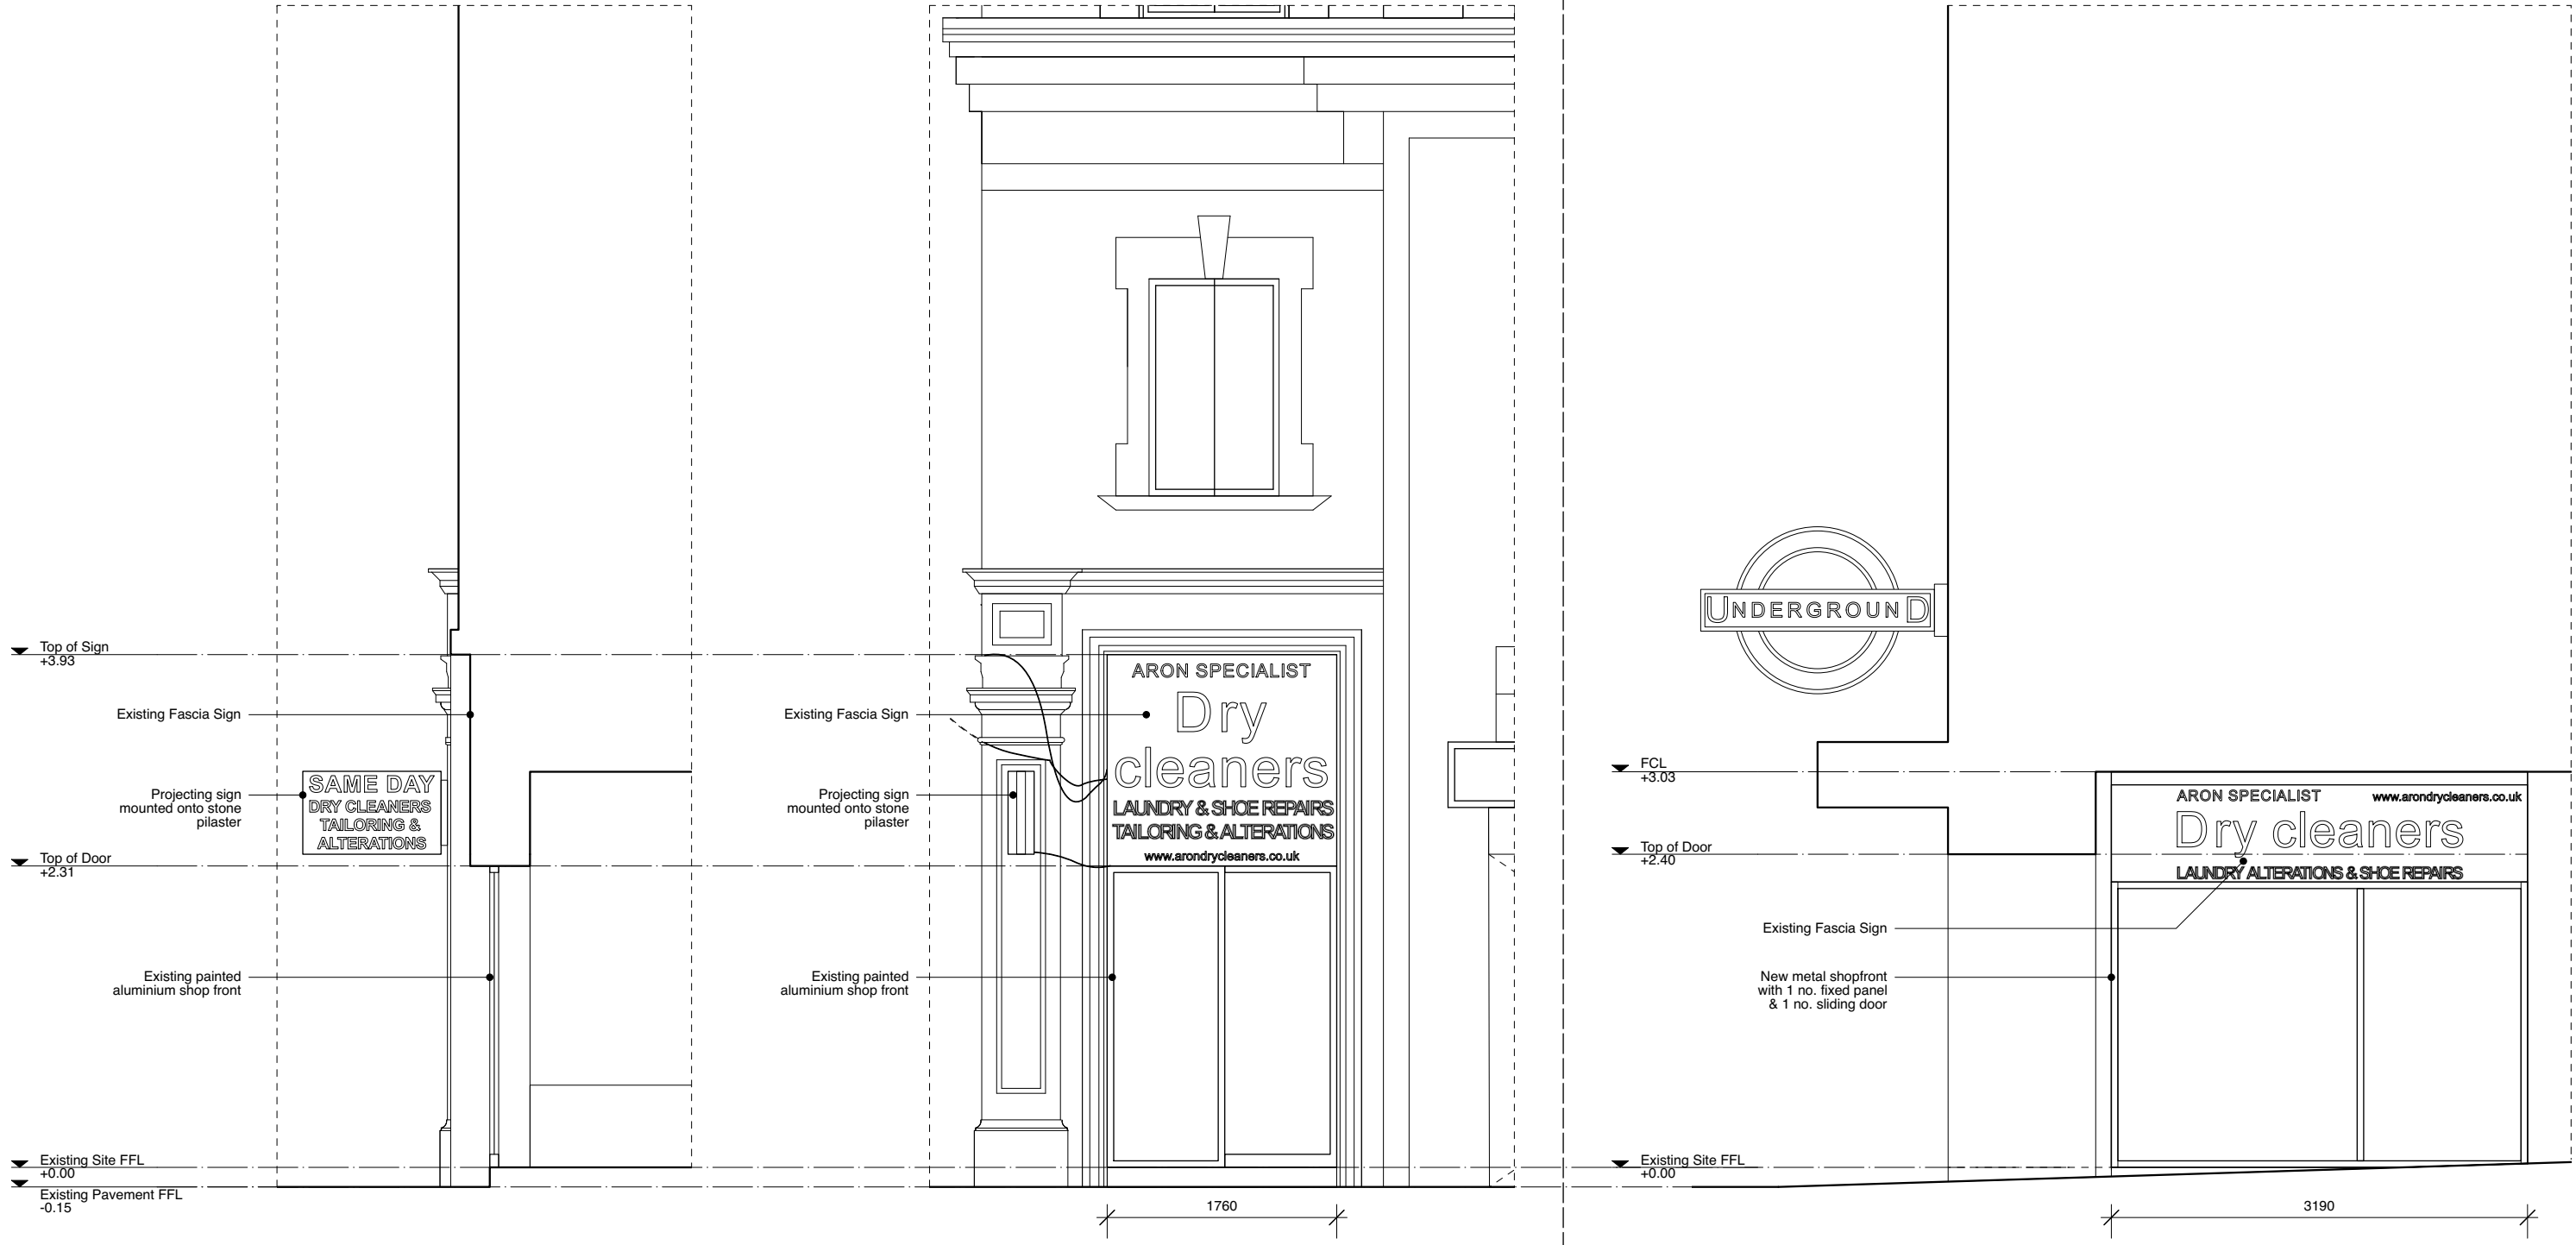 Top of Sign
+3.93
Existing Fascia Sign
SAME DAY
DRY CLEANERS
TAILORING &
ALTERATIONS
Projecting sign
mounted onto stone
pilaster
Top of Door
+2.31
Existing painted
aluminium shop front
Existing Site FFL
+0.00
Existing Pavement FFL
-0.15
Existing Fascia Sign
Projecting sign
mounted onto stone
pilaster
Existing painted
aluminium shop front
ARON SPECIALIST
Dry
cleaners
LAUNDRY & SHOE REPAIRS
TAILORING & ALTERATIONS
www.arondrycleaners.co.uk
1760
UNDERGROUND
FCL
+3.03
Top of Door
+2.40
ARON SPECIALIST
www.arondrycleaners.co.uk
Dry cleaners
LAUNDRY ALTERATIONS & SHOE REPAIRS
Existing Fascia Sign
New metal shopfront
with 1 no. fixed panel
& 1 no. sliding door
Existing Site FFL
+0.00
3190